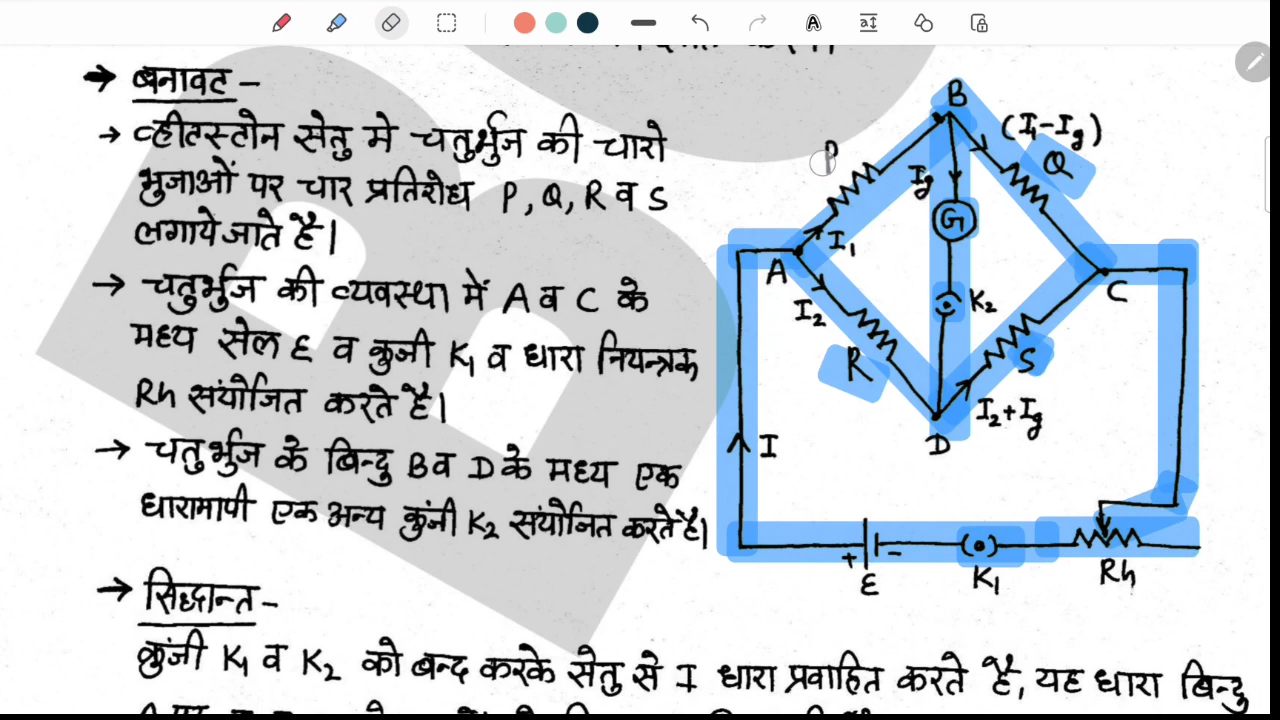 → बनावट -
→ व्हीटस्टोन सेतु मे चतुर्भुज की चारो
भुजाओं पर चार प्रतिरोध P, Q, R व S
लगाये जाते है।
→ चतुर्भुज की व्यवस्था में A व C के
मध्य सेल E व कुंजी K₁ व धारा नियन्त्रक
Rh संयोजित करते है।
→ चतुर्भुज के बिन्दु B व D के मध्य एक
धारामापी एक अन्य कुंजी K₂ संयोजित करते है।
→ सिद्धान्त -
कुंजी K₁ व K₂ को बन्द करके सेतु से I धारा प्रवाहित करते है, यह धारा बिन्दु
B
(I₁-Ig)
P
Q
Ig
G
I₁
A
K₂
C
I₂
R
S
I₂+Ig
D
I
+ -
E
K₁
Rh